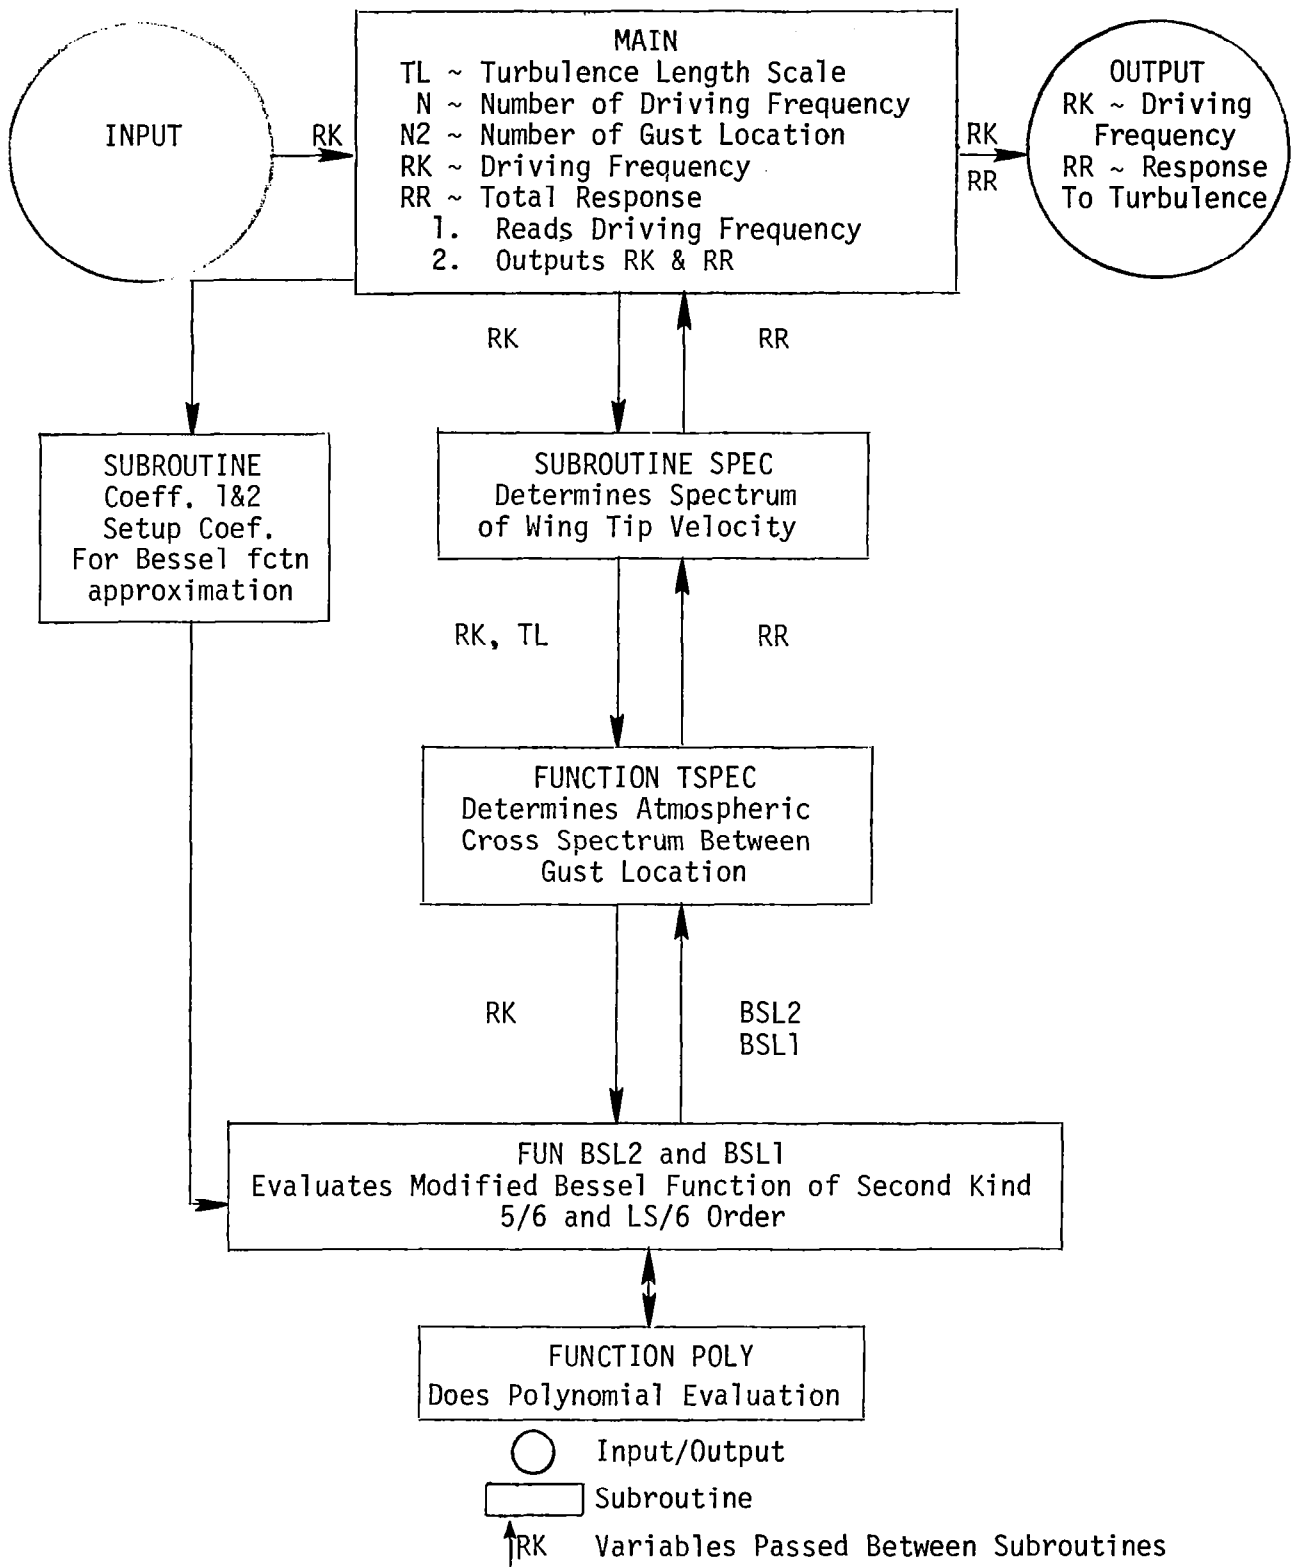 INPUT
RK
MAIN
TL ~ Turbulence Length Scale
N ~ Number of Driving Frequency
N2 ~ Number of Gust Location
RK ~ Driving Frequency
RR ~ Total Response
1. Reads Driving Frequency
2. Outputs RK & RR
RK
RR
OUTPUT
RK ~ Driving
Frequency
RR ~ Response
To Turbulence
RK
RR
SUBROUTINE
Coeff. 1&2
Setup Coef.
For Bessel fctn
approximation
SUBROUTINE SPEC
Determines Spectrum
of Wing Tip Velocity
RK, TL
RR
FUNCTION TSPEC
Determines Atmospheric
Cross Spectrum Between
Gust Location
RK
BSL2
BSL1
FUN BSL2 and BSL1
Evaluates Modified Bessel Function of Second Kind
5/6 and LS/6 Order
FUNCTION POLY
Does Polynomial Evaluation
Input/Output
Subroutine
RK Variables Passed Between Subroutines